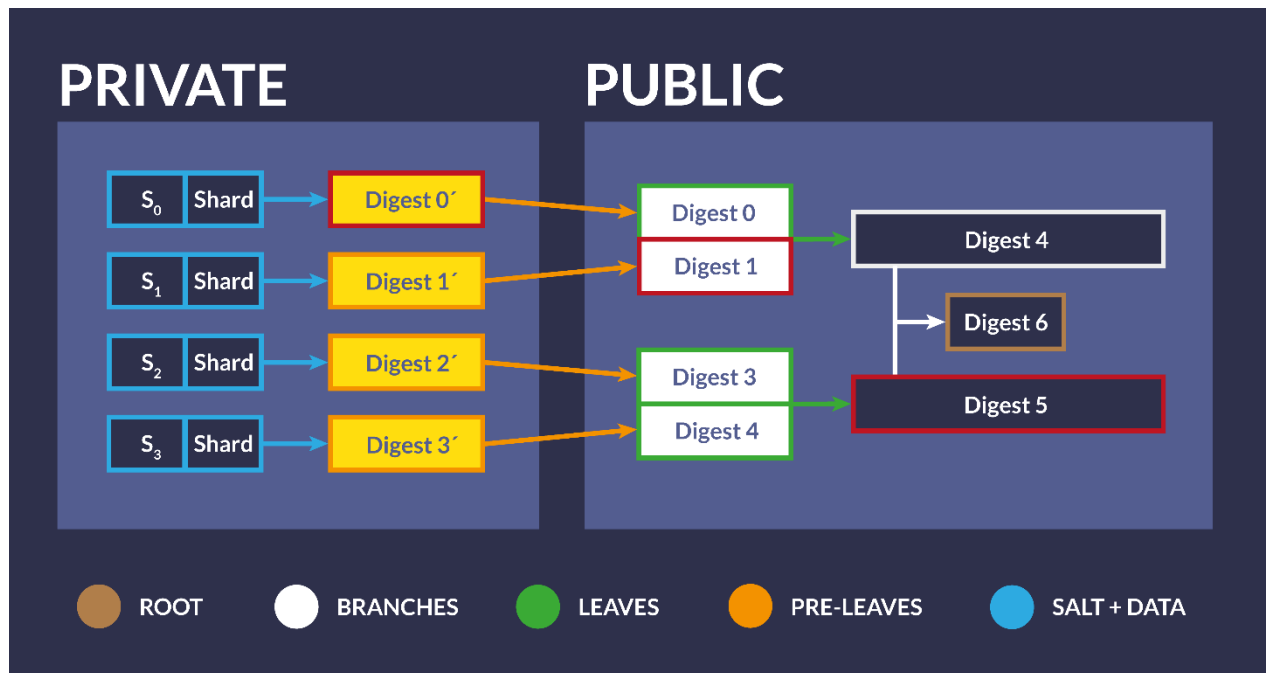 PRIVATE
PUBLIC
S0 Shard
Digest 0´
S1 Shard
Digest 1´
S2 Shard
Digest 2´
S3 Shard
Digest 3´
Digest 0
Digest 1
Digest 3
Digest 4
Digest 4
Digest 6
Digest 5
ROOT
BRANCHES
LEAVES
PRE-LEAVES
SALT + DATA